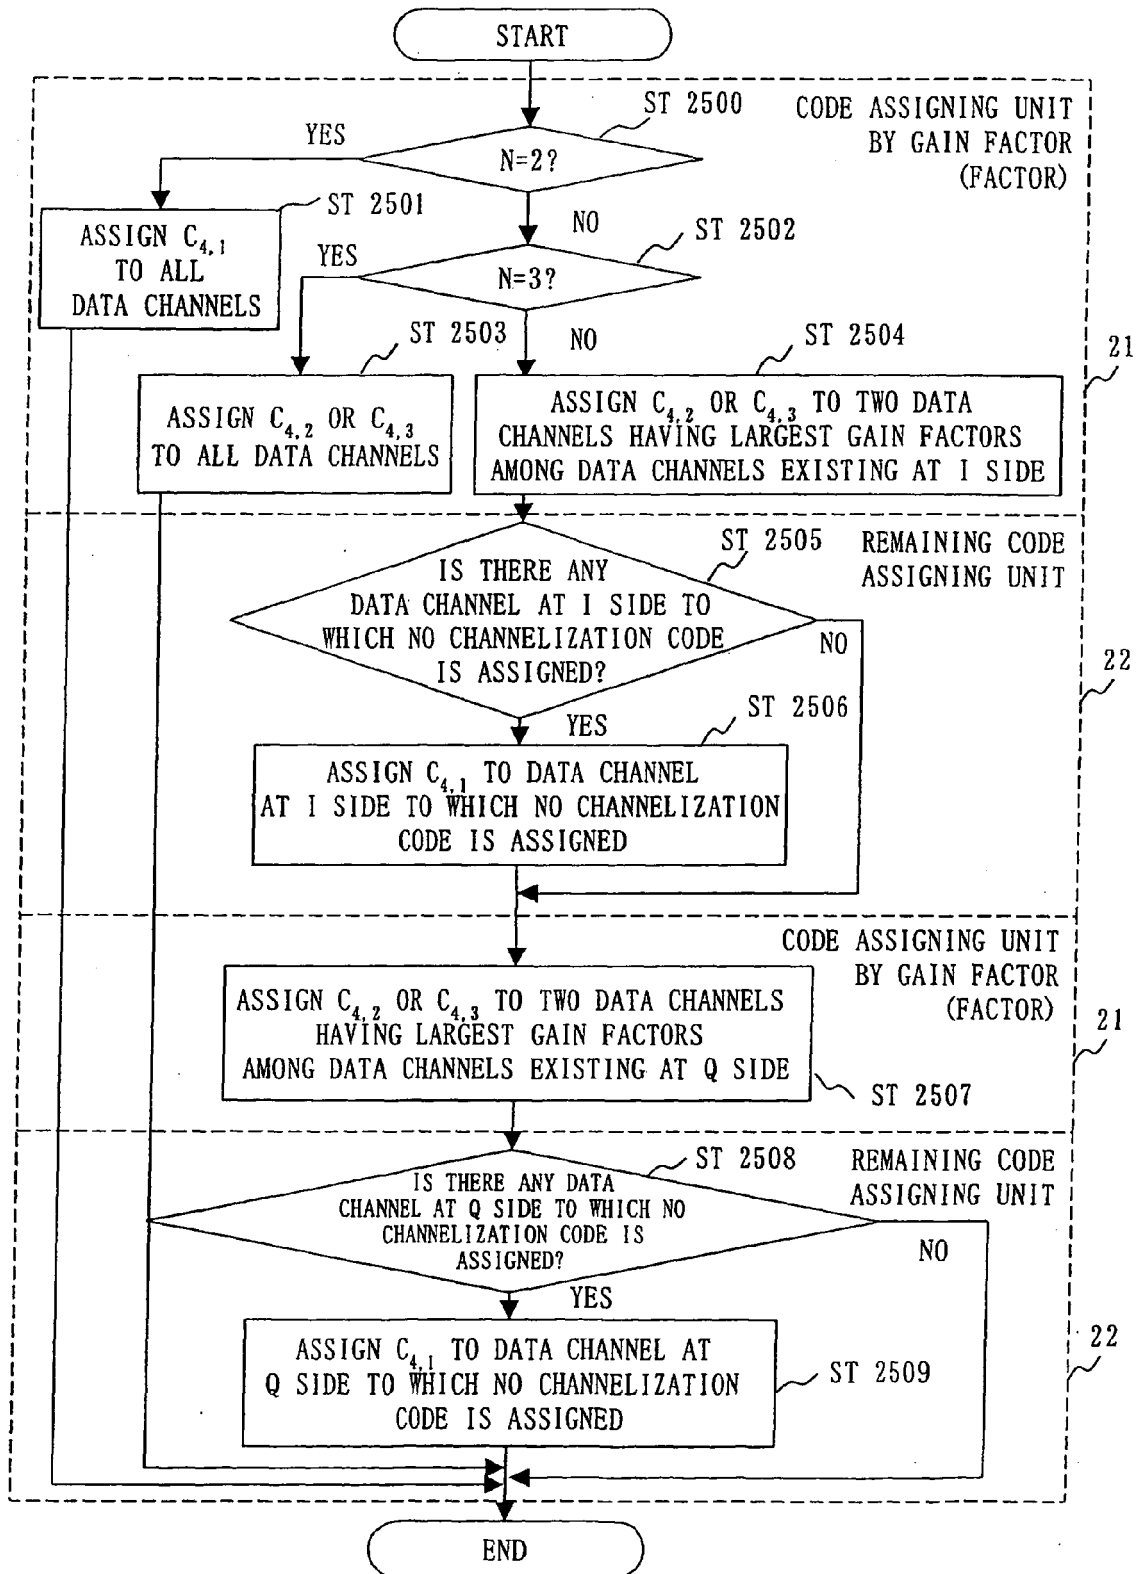 START
ST 2500
CODE ASSIGNING UNIT
BY GAIN FACTOR
(FACTOR)
YES
N=2?
ST 2501
NO
ST 2502
ASSIGN C4,1
TO ALL
DATA CHANNELS
YES
N=3?
ST 2503
NO
ST 2504
21
ASSIGN C4,2 OR C4,3
TO ALL DATA CHANNELS
ASSIGN C4,2 OR C4,3 TO TWO DATA
CHANNELS HAVING LARGEST GAIN FACTORS
AMONG DATA CHANNELS EXISTING AT I SIDE
ST 2505
REMAINING CODE
ASSIGNING UNIT
IS THERE ANY
DATA CHANNEL AT I SIDE TO
WHICH NO CHANNELIZATION CODE
IS ASSIGNED?
NO
22
YES
ST 2506
ASSIGN C4,1 TO DATA CHANNEL
AT I SIDE TO WHICH NO CHANNELIZATION
CODE IS ASSIGNED
CODE ASSIGNING UNIT
BY GAIN FACTOR
(FACTOR)
ASSIGN C4,2 OR C4,3 TO TWO DATA CHANNELS
HAVING LARGEST GAIN FACTORS
AMONG DATA CHANNELS EXISTING AT Q SIDE
21
ST 2507
ST 2508
REMAINING CODE
ASSIGNING UNIT
IS THERE ANY DATA
CHANNEL AT Q SIDE TO WHICH NO
CHANNELIZATION CODE IS
ASSIGNED?
NO
YES
22
ASSIGN C4,1 TO DATA CHANNEL AT
Q SIDE TO WHICH NO CHANNELIZATION
CODE IS ASSIGNED
ST 2509
END